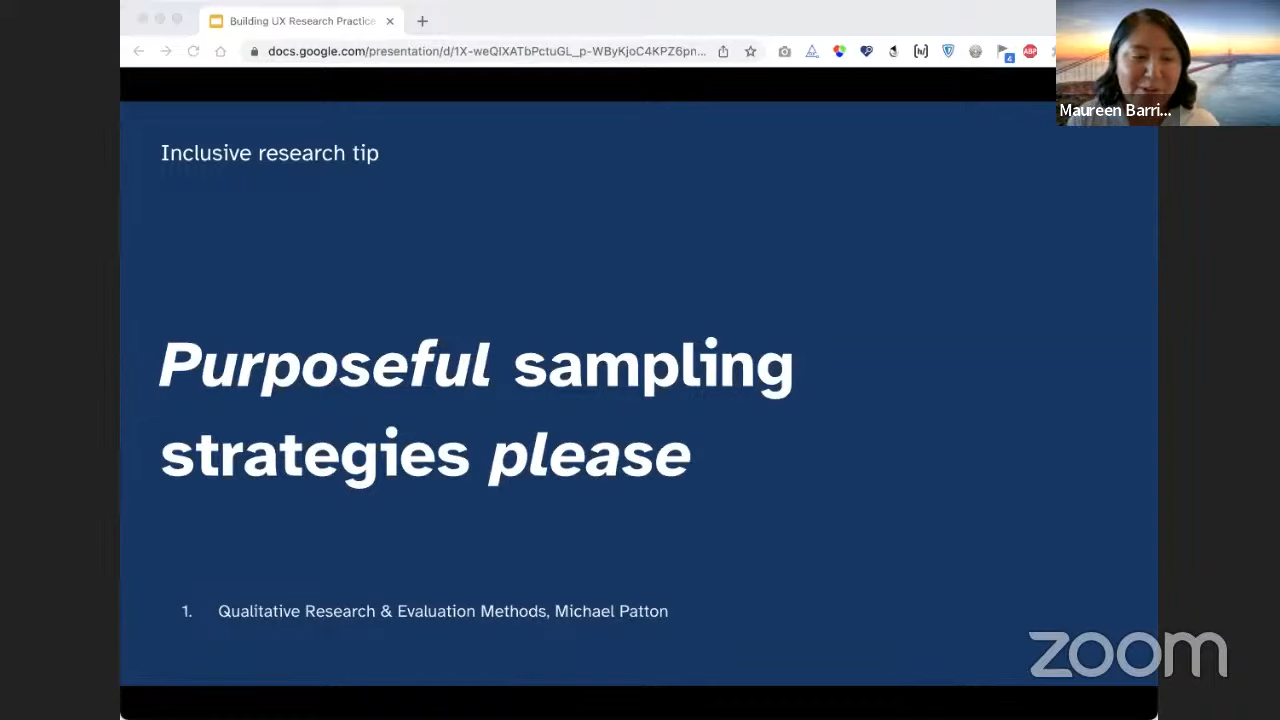 Building UX Research Practice
docs.google.com/presentation/d/1X-weQIXATbPctuGL_p-WByKjoC4KPZ6pn...
ABP
Maureen Barri...
Inclusive research tip
Purposeful sampling
strategies please
1. Qualitative Research & Evaluation Methods, Michael Patton
zoom